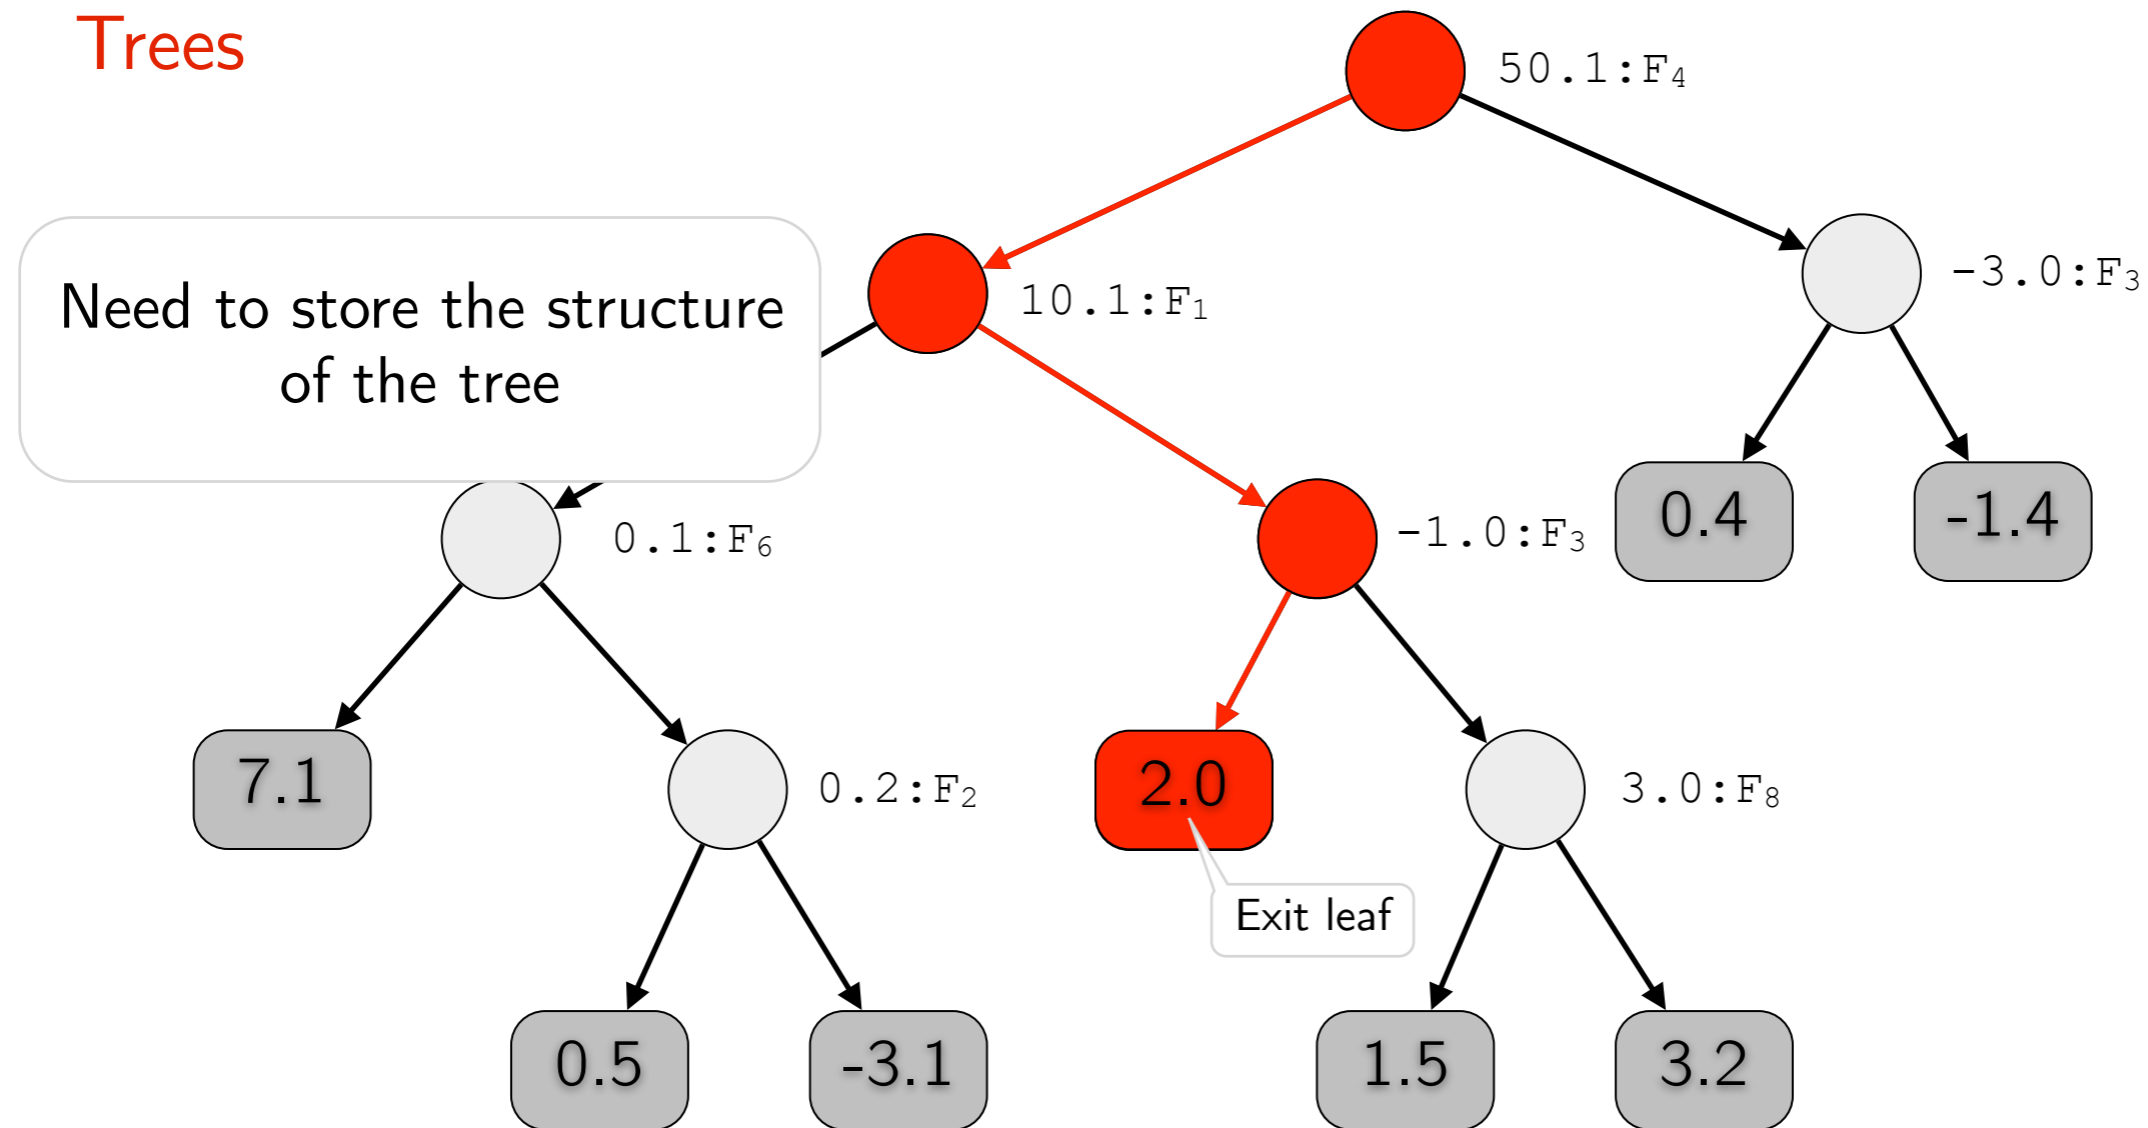 Trees
50.1:F₄
-3.0:F₃
Need to store the structure
of the tree
10.1:F₁
0.1:F₆
-1.0:F₃
0.4
-1.4
7.1
0.2:F₂
2.0
3.0:F₈
Exit leaf
0.5
-3.1
1.5
3.2